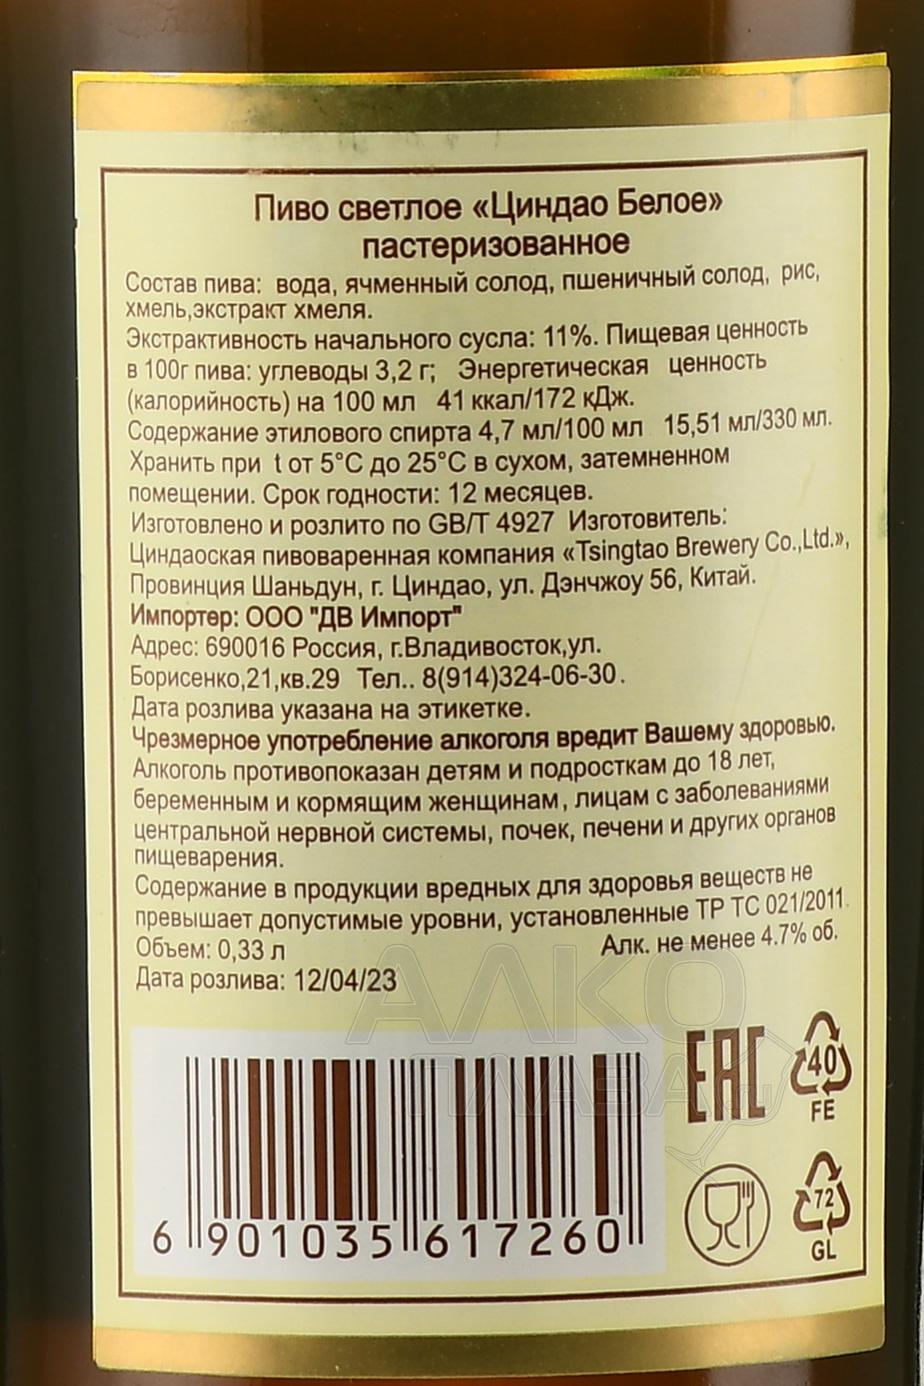 Пиво светлое «Циндао Белое»
пастеризованное
Состав пива: вода, ячменный солод, пшеничный солод, рис,
хмель,экстракт хмеля.
Экстрактивность начального сусла: 11%. Пищевая ценность
в 100г пива: углеводы 3,2 г; Энергетическая ценность
(калорийность) на 100 мл 41 ккал/172 кДж.
Содержание этилового спирта 4,7 мл/100 мл 15,51 мл/330 мл.
Хранить при t от 5°С до 25°С в сухом, затемненном
помещении. Срок годности: 12 месяцев.
Изготовлено и розлито по GB/T 4927 Изготовитель:
Циндаоская пивоваренная компания «Tsingtao Brewery Co.,Ltd.»,
Провинция Шаньдун, г. Циндао, ул. Дэнчжоу 56, Китай.
Импортер: ООО "ДВ Импорт"
Адрес: 690016 Россия, г.Владивосток,ул.
Борисенко,21,кв.29 Тел.. 8(914)324-06-30.
Дата розлива указана на этикетке.
Чрезмерное употребление алкоголя вредит Вашему здоровью.
Алкоголь противопоказан детям и подросткам до 18 лет,
беременным и кормящим женщинам, лицам с заболеваниями
центральной нервной системы, почек, печени и других органов
пищеварения.
Содержание в продукции вредных для здоровья веществ не
превышает допустимые уровни, установленные ТР ТС 021/2011.
Объем: 0,33 л Алк. не менее 4.7% об.
Дата розлива: 12/04/23
АЛКО
ПЛАВА.ru
EAC
40
FE
72
GL
6 901035 617260